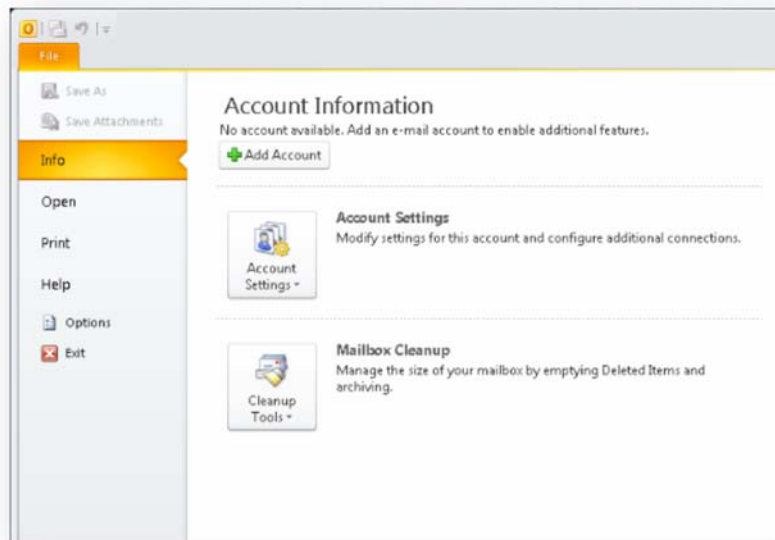 File
Save As
Save Attachments
Info
Open
Print
Help
Options
Exit
Account Information
No account available. Add an e-mail account to enable additional features.
Add Account
Account Settings
Modify settings for this account and configure additional connections.
Account
Settings
Mailbox Cleanup
Manage the size of your mailbox by emptying Deleted Items and
archiving.
Cleanup
Tools